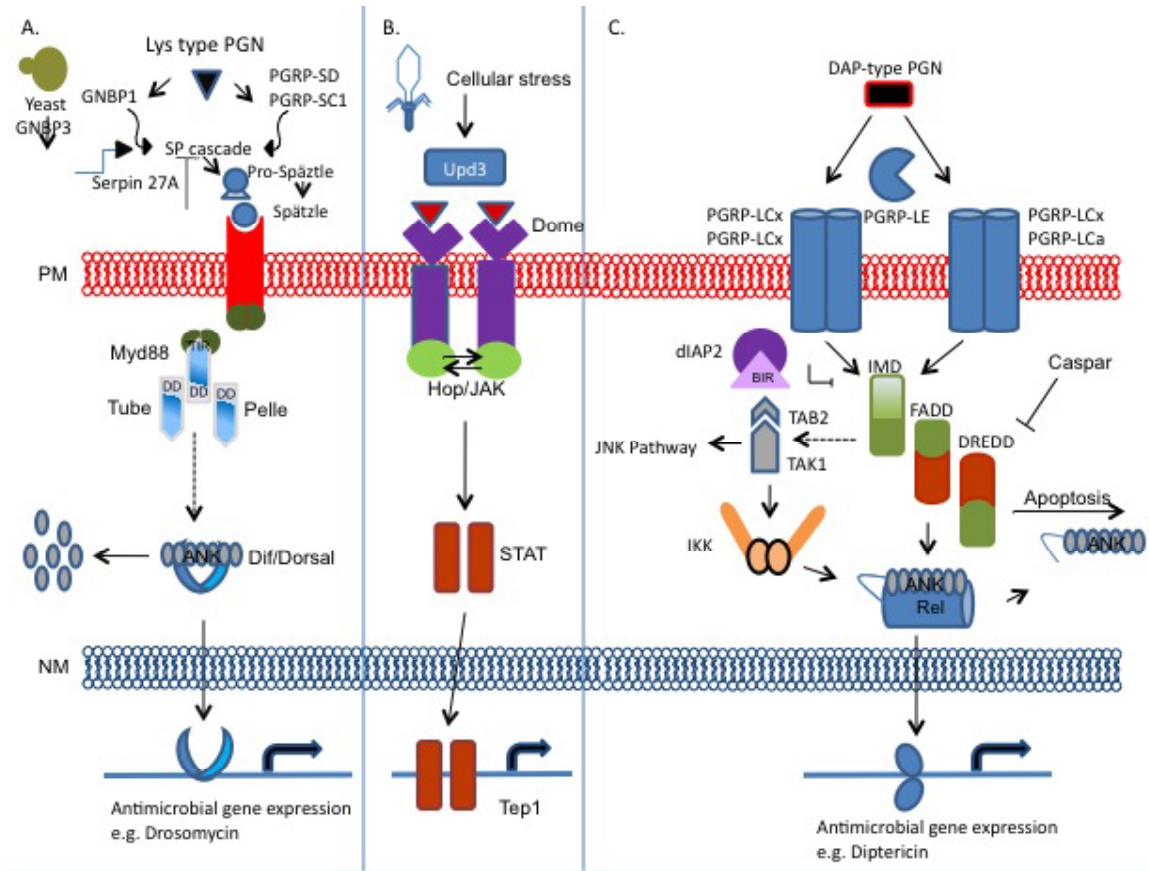 A.
Lys type PGN
Yeast
GNBP3
GNBP1
PGRP-SD
PGRP-SC1
SP cascade
Serpin 27A
Pro-Späztle
Spätzle
PM
Myd88
TIR
DD
DD
DD
Tube
Pelle
ANK
Dif/Dorsal
NM
Antimicrobial gene expression
e.g. Drosomycin
B.
Cellular stress
Upd3
Dome
Hop/JAK
STAT
Tep1
C.
DAP-type PGN
PGRP-LCx
PGRP-LCx
PGRP-LE
PGRP-LCx
PGRP-LCa
dIAP2
BIR
IMD
Caspar
TAB2
FADD
JNK Pathway
TAK1
DREDD
Apoptosis
IKK
ANK
ANK
Rel
Antimicrobial gene expression
e.g. Diptericin